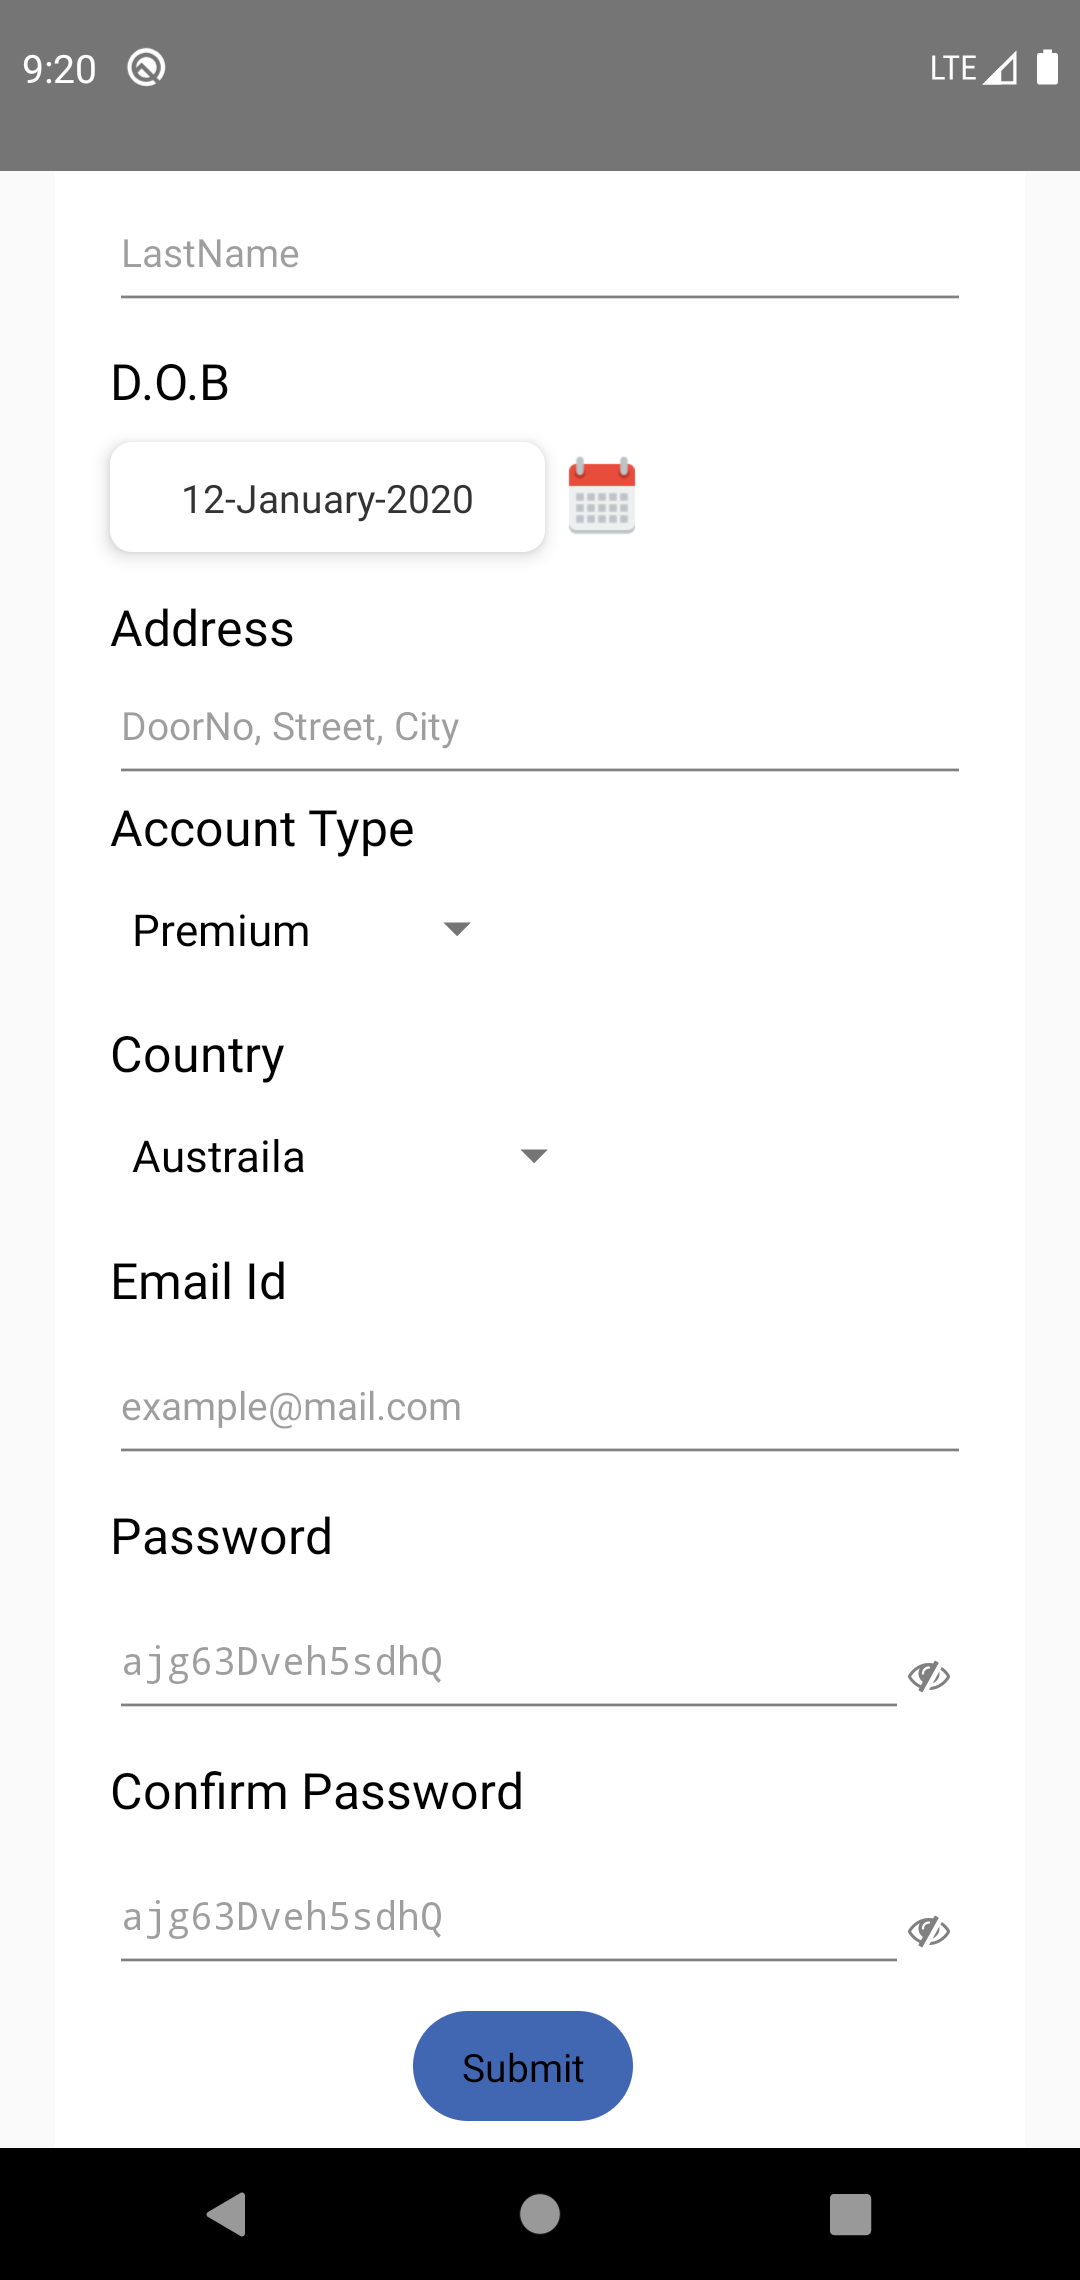 9:20 LTE
LastName
D.O.B
12-January-2020
Address
DoorNo, Street, City
Account Type
Premium
Country
Austraila
Email Id
example@mail.com
Password
ajg63Dveh5sdhQ
Confirm Password
ajg63Dveh5sdhQ
Submit